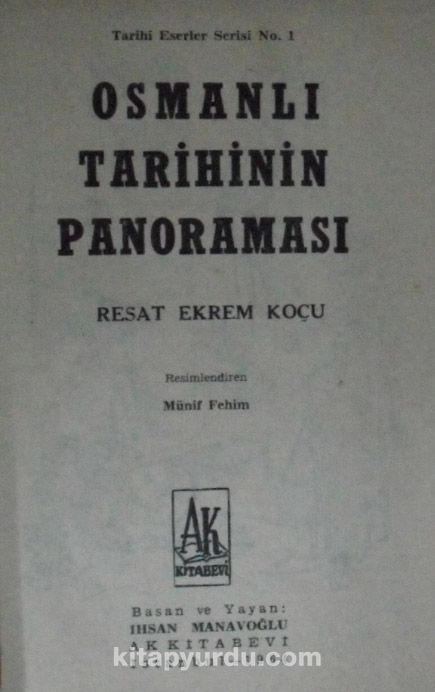 Tarihi Eserler Serisi No. 1
OSMANLI
TARİHİNİN
PANORAMASI
RESAT EKREM KOÇU
Resimlendiren
Münif Fehim
AK
KİTABEVİ
Basan ve Yayan:
IHSAN MANAVOĞLU
AK KİTABEVİ
kitapyurdu.com